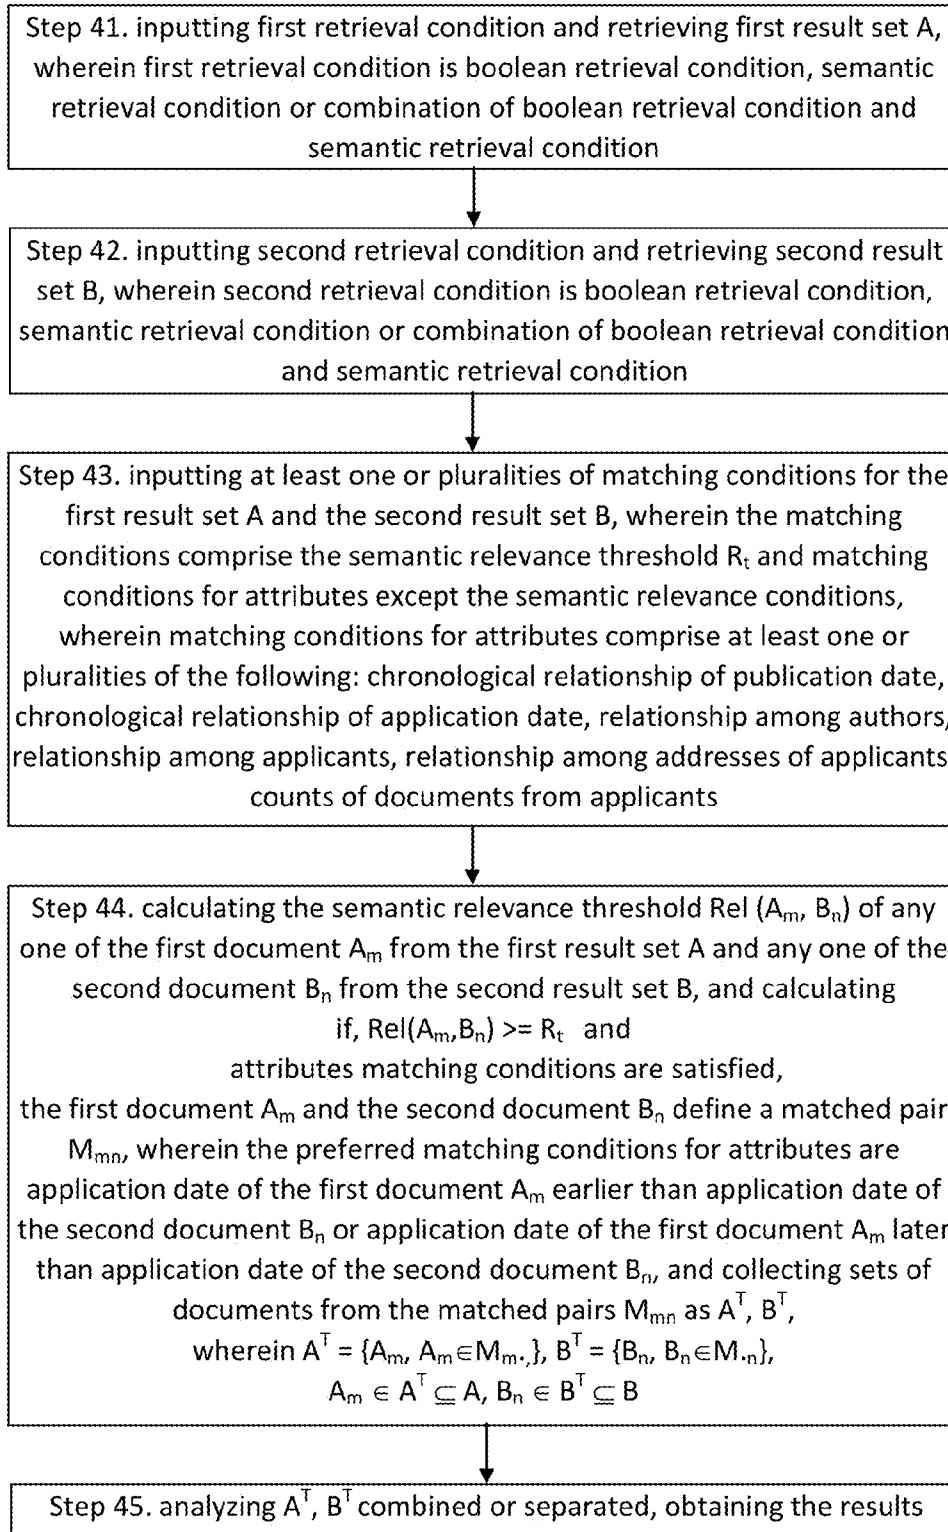 Step 41. inputting first retrieval condition and retrieving first result set A,
wherein first retrieval condition is boolean retrieval condition, semantic
retrieval condition or combination of boolean retrieval condition and
semantic retrieval condition
Step 42. inputting second retrieval condition and retrieving second result
set B, wherein second retrieval condition is boolean retrieval condition,
semantic retrieval condition or combination of boolean retrieval condition
and semantic retrieval condition
Step 43. inputting at least one or pluralities of matching conditions for the
first result set A and the second result set B, wherein the matching
conditions comprise the semantic relevance threshold Rₜ and matching
conditions for attributes except the semantic relevance conditions,
wherein matching conditions for attributes comprise at least one or
pluralities of the following: chronological relationship of publication date,
chronological relationship of application date, relationship among authors,
relationship among applicants, relationship among addresses of applicants
counts of documents from applicants
Step 44. calculating the semantic relevance threshold Rel (Aₘ, Bₙ) of any
one of the first document Aₘ from the first result set A and any one of the
second document Bₙ from the second result set B, and calculating
if, Rel(Aₘ,Bₙ) >= Rₜ and
attributes matching conditions are satisfied,
the first document Aₘ and the second document Bₙ define a matched pair
Mₘₙ, wherein the preferred matching conditions for attributes are
application date of the first document Aₘ earlier than application date of
the second document Bₙ or application date of the first document Aₘ later
than application date of the second document Bₙ, and collecting sets of
documents from the matched pairs Mₘₙ as Aᵀ, Bᵀ,
wherein Aᵀ = {Aₘ, Aₘ∈Mₘ.,}, Bᵀ = {Bₙ, Bₙ∈M.ₙ},
Aₘ ∈ Aᵀ ⊆ A, Bₙ ∈ Bᵀ ⊆ B
Step 45. analyzing Aᵀ, Bᵀ combined or separated, obtaining the results